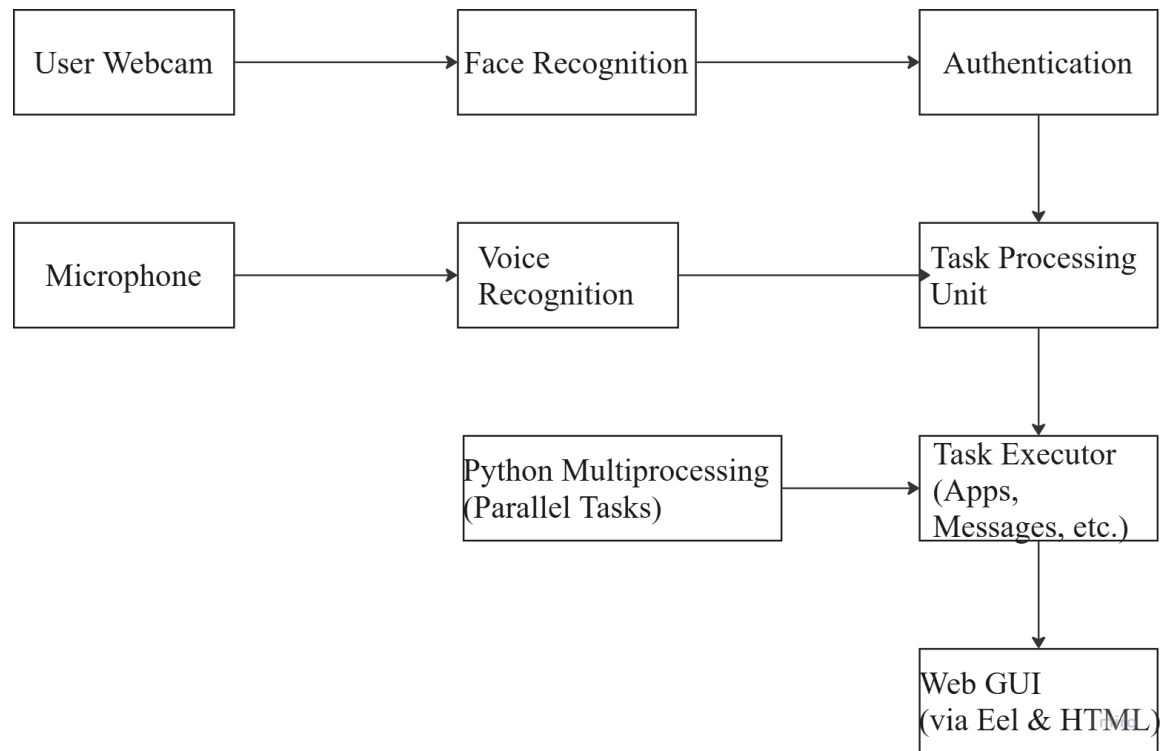 User Webcam
Face Recognition
Authentication
Microphone
Voice
Recognition
Task Processing
Unit
Python Multiprocessing
(Parallel Tasks)
Task Executor
(Apps,
Messages, etc.)
Web GUI
(via Eel & HTML)
miro